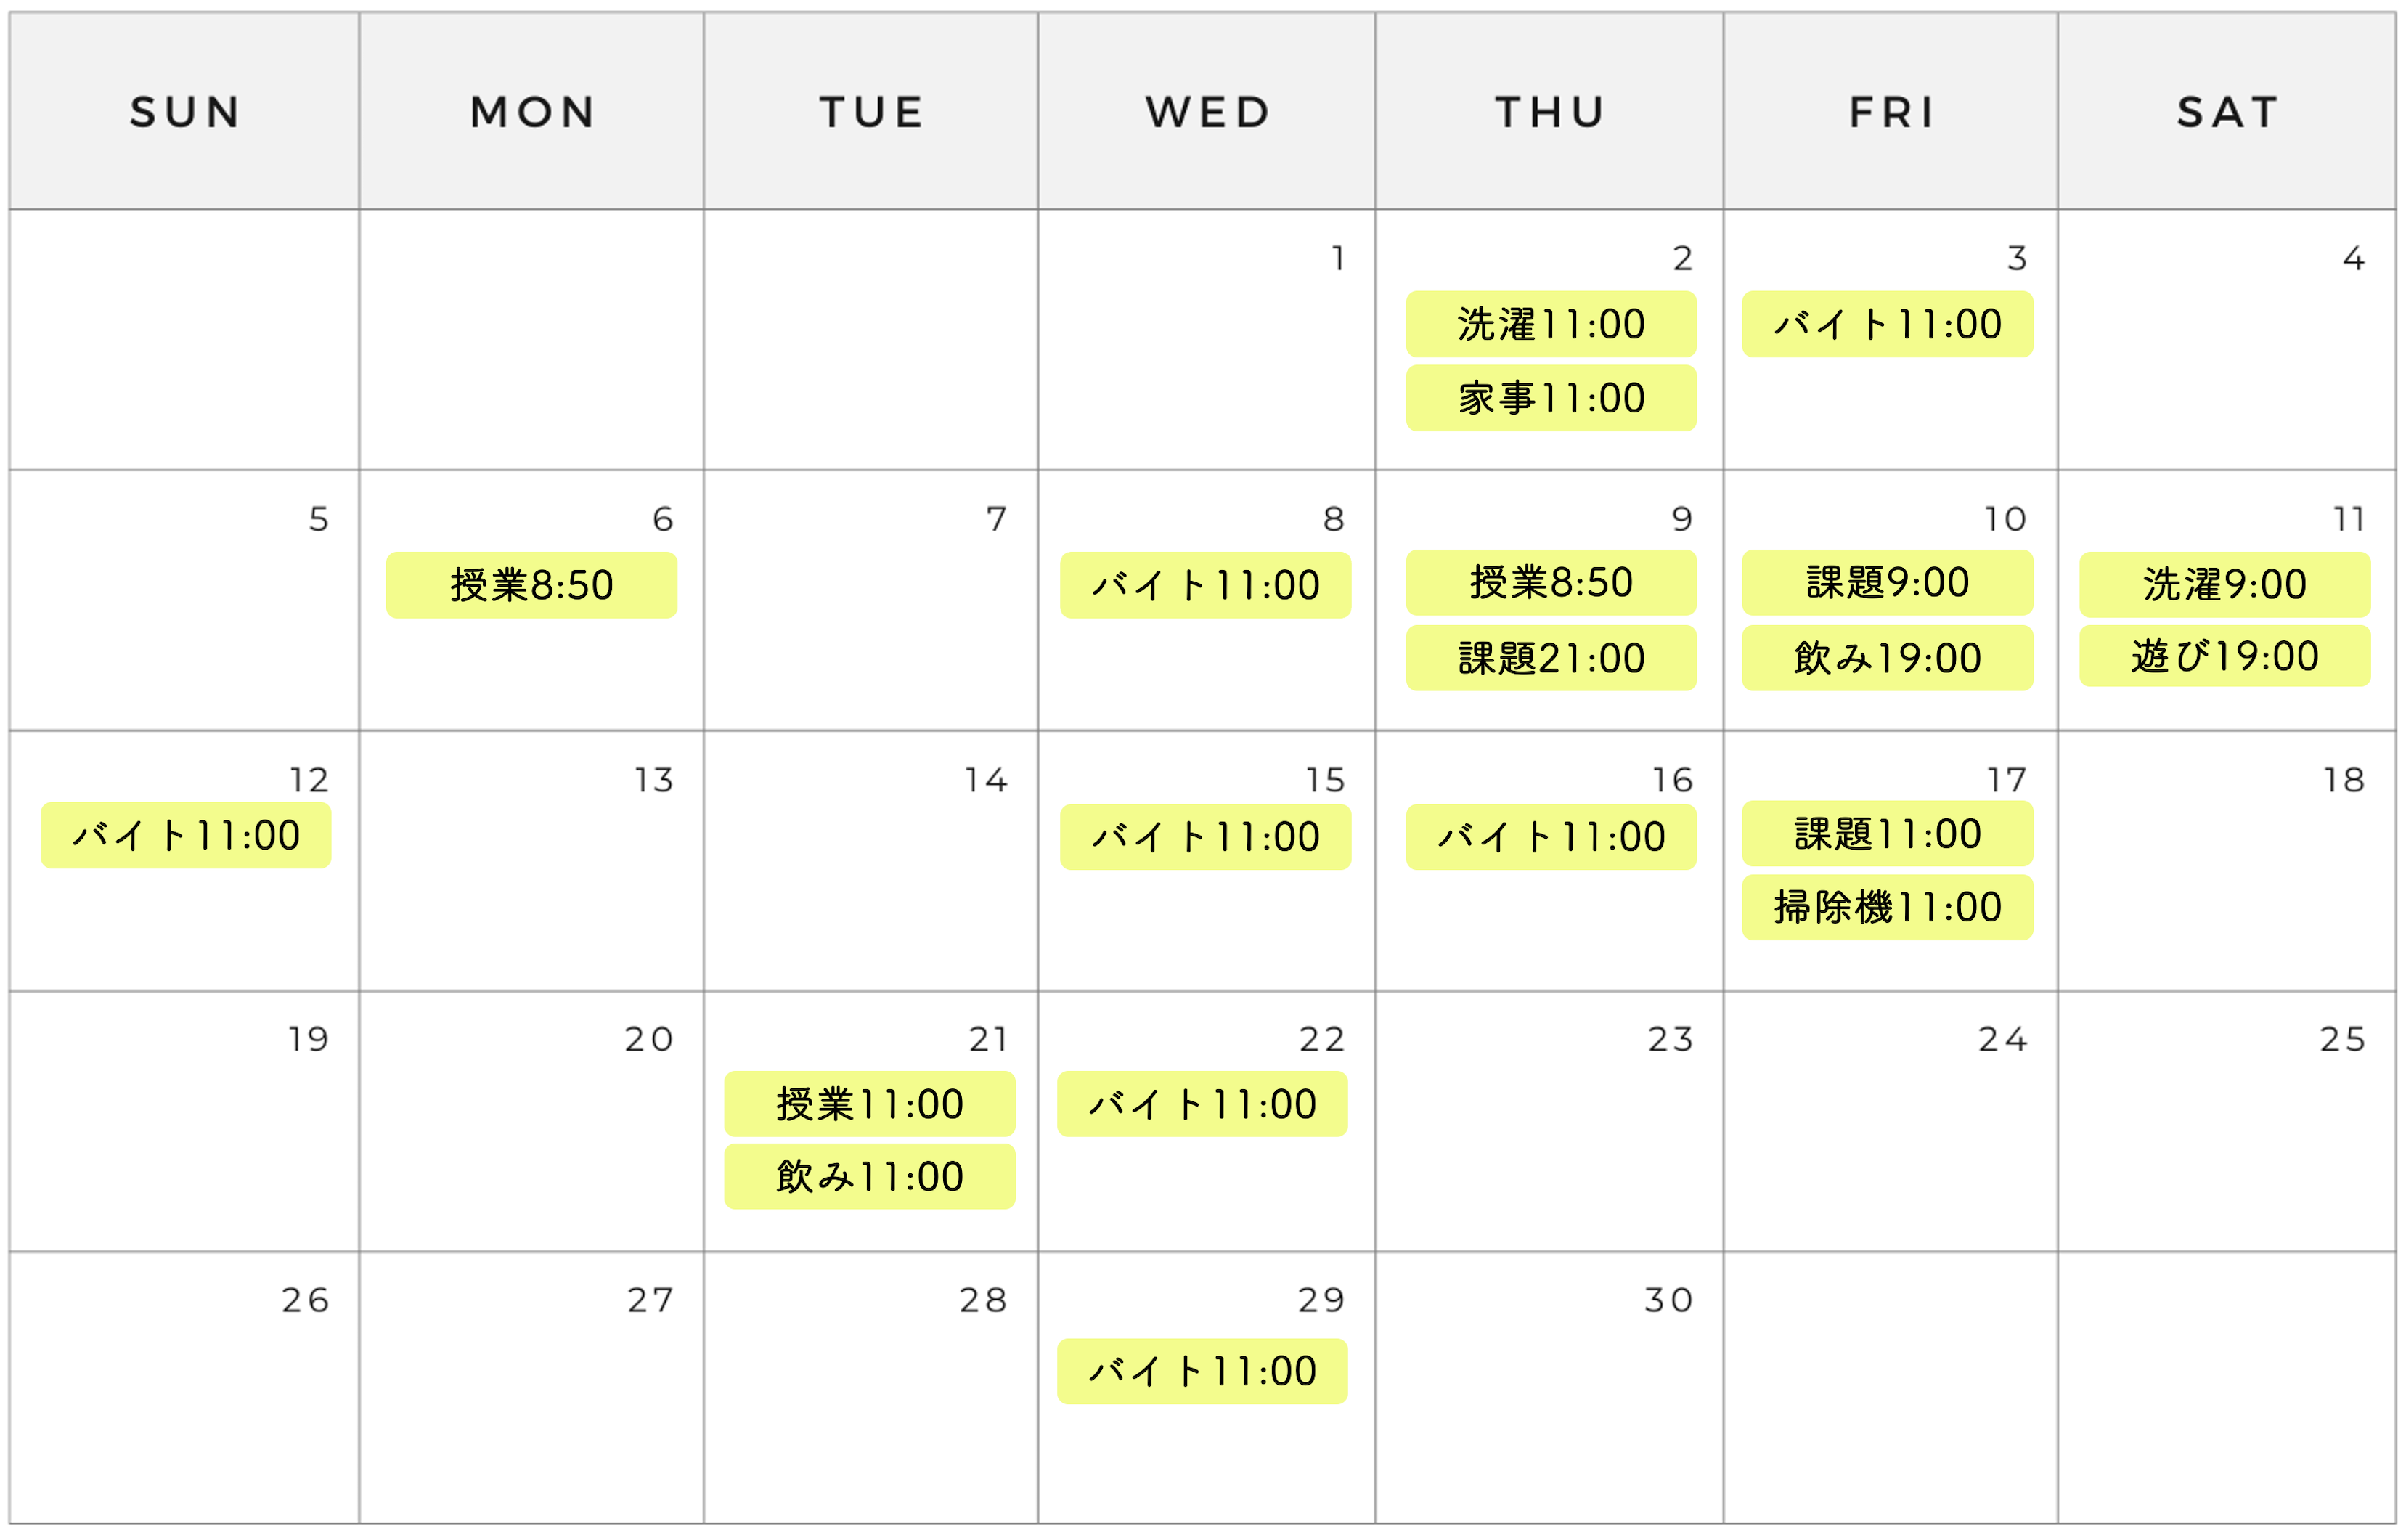 SUN MON TUE WED THU FRI SAT
1 2 3 4
洗濯11:00 バイト11:00
家事11:00
5 6 7 8 9 10 11
授業8:50 バイト11:00 授業8:50 課題9:00 洗濯9:00
課題21:00 飲み19:00 遊び19:00
12 13 14 15 16 17 18
バイト11:00 バイト11:00 バイト11:00 課題11:00
掃除機11:00
19 20 21 22 23 24 25
授業11:00 バイト11:00
飲み11:00
26 27 28 29 30
バイト11:00